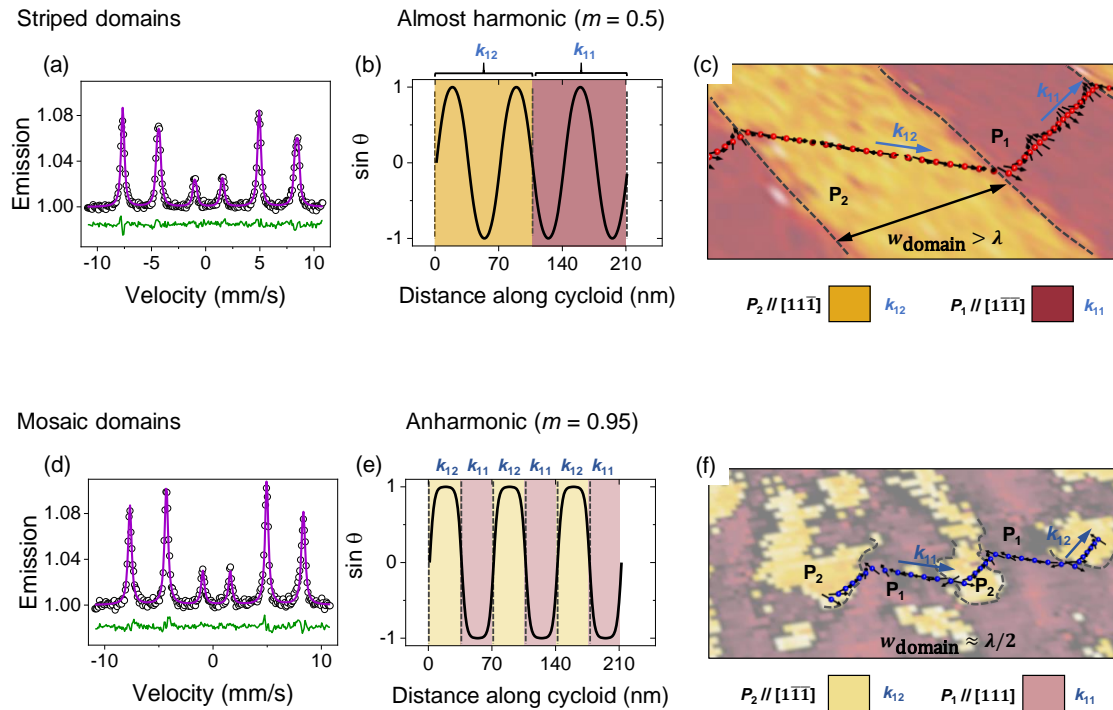 Striped domains
Almost harmonic (m = 0.5)
(a)
1.08
1.04
1.00
Emission
-10 -5 0 5 10
Velocity (mm/s)
(b)
k12
k11
1
0
-1
sin θ
0 70 140 210
Distance along cycloid (nm)
(c)
k12
k11
P1
P2
wdomain > λ
P2 // [111̅]
k12
P1 // [11̅1̅]
k11
Mosaic domains
Anharmonic (m = 0.95)
(d)
1.08
1.04
1.00
Emission
-10 0 10
Velocity (mm/s)
(e)
k12 k11 k12 k11 k12 k11
1
0
-1
sin θ
0 70 140 210
Distance along cycloid (nm)
(f)
P2
k11
P1
P1
P2
k12
wdomain ≈ λ/2
P2 // [11̅1̅]
k12
P1 // [111]
k11